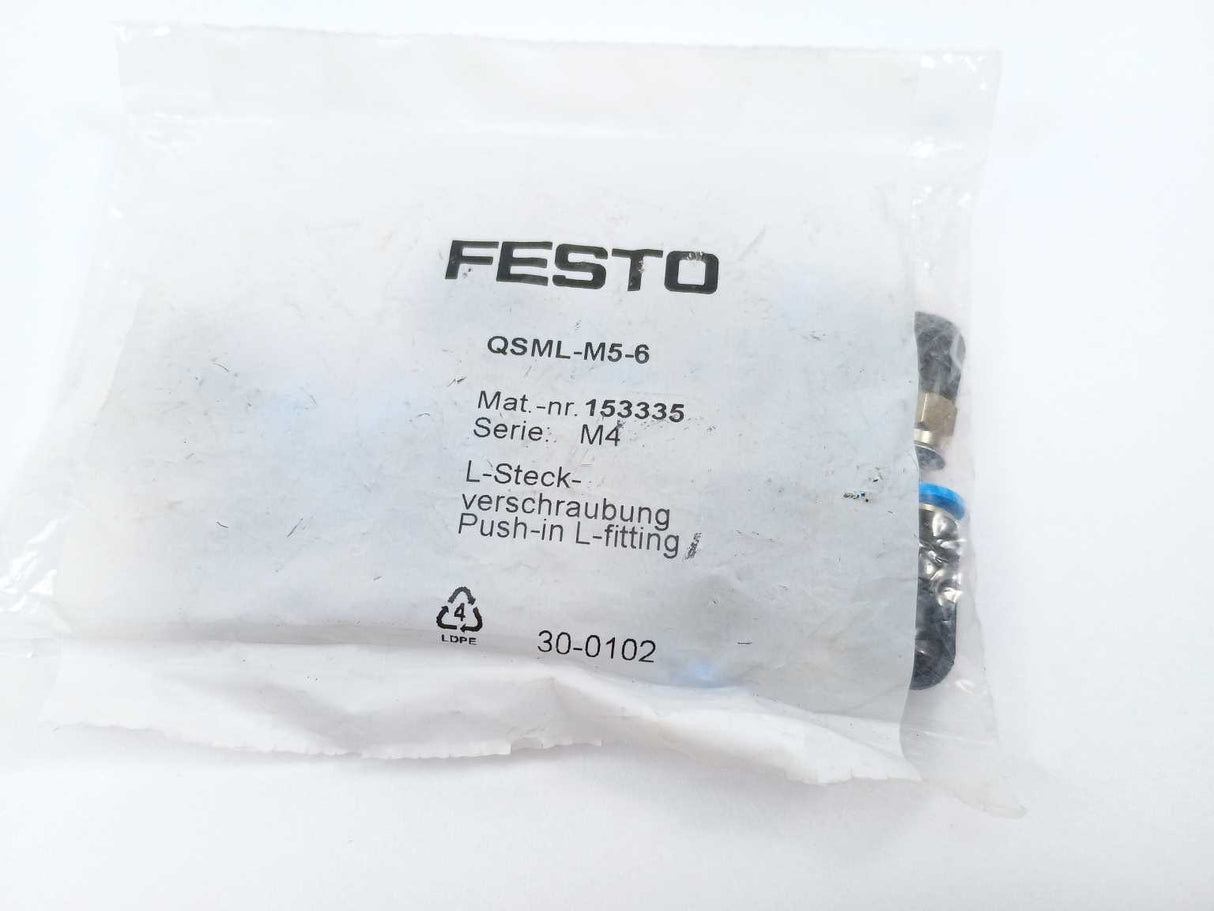 FESTO
QSML-M5-6
Mat.-nr. 153335
Serie: M4
L-Steck-
verschraubung
Push-in L-fitting
4
LDPE
30-0102